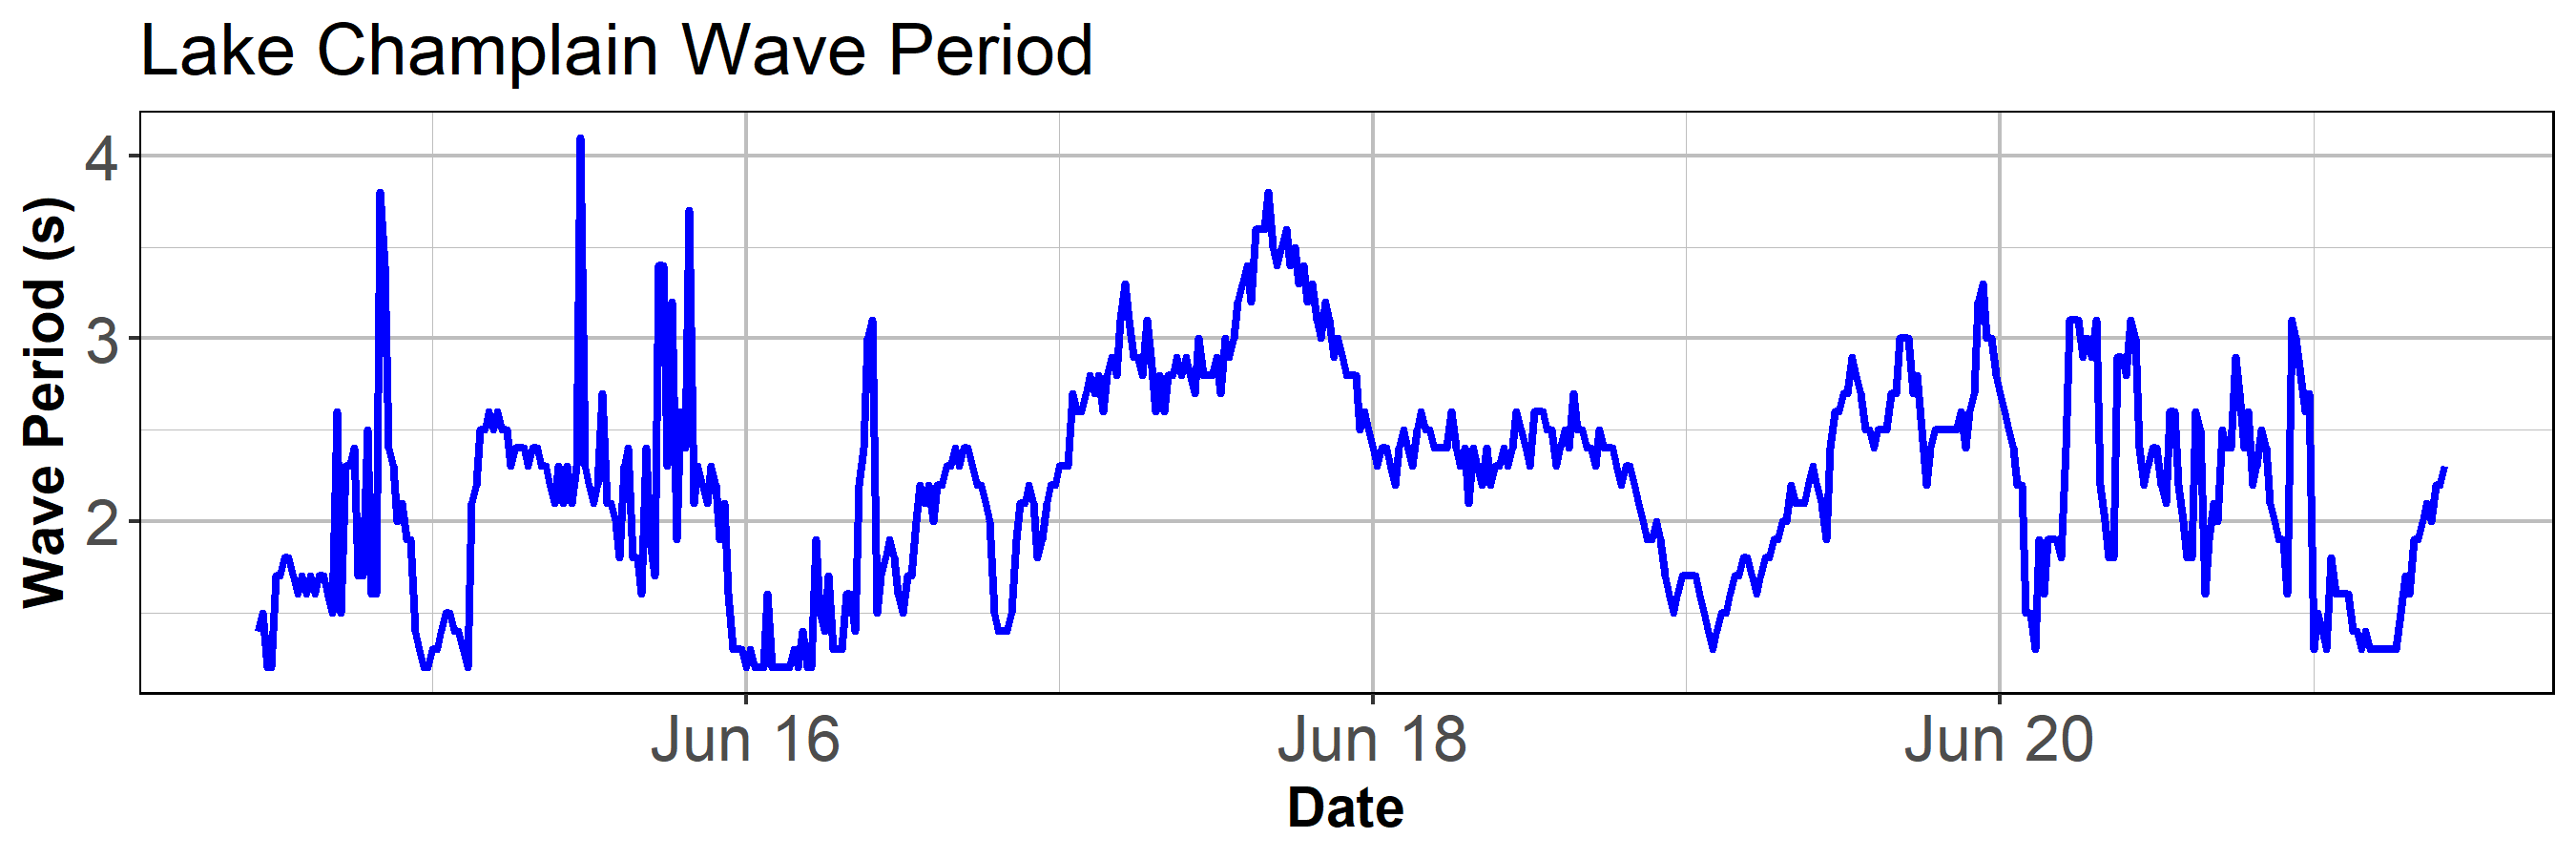 Lake Champlain Wave Period
Wave Period (s)
4
3
2
Jun 16
Jun 18
Jun 20
Date